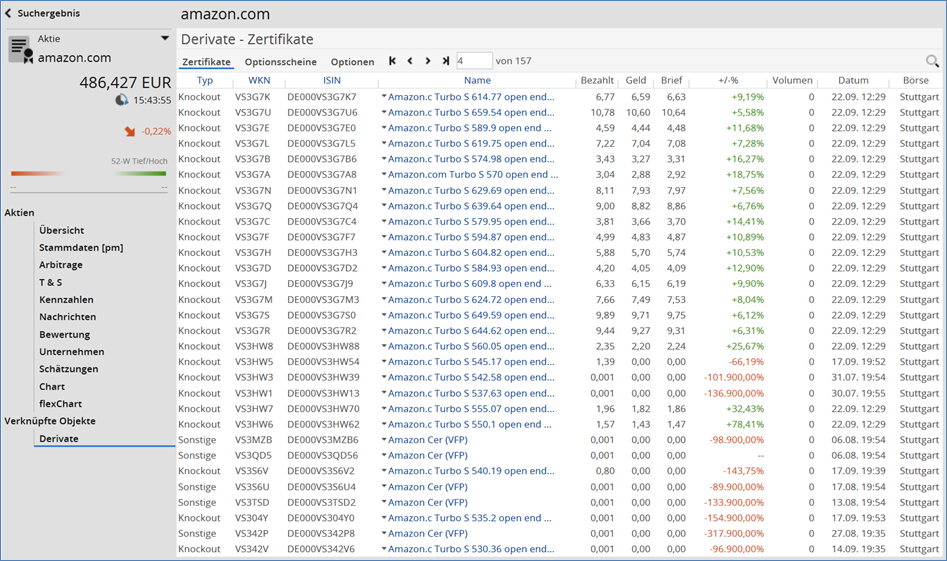 Suchergebnis
amazon.com
Aktie
amazon.com
486,427 EUR
15:43:55
-0,22%
52-W Tief/Hoch
-- --
Aktien
Übersicht
Stammdaten [pm]
Arbitrage
T & S
Kennzahlen
Nachrichten
Bewertung
Unternehmen
Schätzungen
Chart
flexChart
Verknüpfte Objekte
Derivate
Derivate - Zertifikate
Zertifikate Optionsscheine Optionen 4 von 157
Typ WKN ISIN Name Bezahlt Geld Brief +/-% Volumen Datum Börse
Knockout VS3G7K DE000VS3G7K7 Amazon.c Turbo S 614.77 open end... 6,77 6,59 6,63 +9,19% 0 22.09. 12:29 Stuttgart
Knockout VS3G7U DE000VS3G7U6 Amazon.c Turbo S 659.54 open end... 10,78 10,60 10,64 +5,58% 0 22.09. 12:29 Stuttgart
Knockout VS3G7E DE000VS3G7E0 Amazon.c Turbo S 589.9 open end ... 4,59 4,44 4,48 +11,68% 0 22.09. 12:29 Stuttgart
Knockout VS3G7L DE000VS3G7L5 Amazon.c Turbo S 619.75 open end... 7,22 7,04 7,08 +7,28% 0 22.09. 12:29 Stuttgart
Knockout VS3G7B DE000VS3G7B6 Amazon.c Turbo S 574.98 open end... 3,43 3,27 3,31 +16,27% 0 22.09. 12:29 Stuttgart
Knockout VS3G7A DE000VS3G7A8 Amazon.com Turbo S 570 open end ... 3,04 2,88 2,92 +18,75% 0 22.09. 12:29 Stuttgart
Knockout VS3G7N DE000VS3G7N1 Amazon.c Turbo S 629.69 open end... 8,11 7,93 7,97 +7,56% 0 22.09. 12:29 Stuttgart
Knockout VS3G7Q DE000VS3G7Q4 Amazon.c Turbo S 639.64 open end... 9,00 8,82 8,86 +6,76% 0 22.09. 12:29 Stuttgart
Knockout VS3G7C DE000VS3G7C4 Amazon.c Turbo S 579.95 open end... 3,81 3,66 3,70 +14,41% 0 22.09. 12:29 Stuttgart
Knockout VS3G7F DE000VS3G7F7 Amazon.c Turbo S 594.87 open end... 4,99 4,83 4,87 +10,89% 0 22.09. 12:29 Stuttgart
Knockout VS3G7H DE000VS3G7H3 Amazon.c Turbo S 604.82 open end... 5,88 5,70 5,74 +10,53% 0 22.09. 12:29 Stuttgart
Knockout VS3G7D DE000VS3G7D2 Amazon.c Turbo S 584.93 open end... 4,20 4,05 4,09 +12,90% 0 22.09. 12:29 Stuttgart
Knockout VS3G7J DE000VS3G7J9 Amazon.c Turbo S 609.8 open end ... 6,33 6,15 6,19 +9,90% 0 22.09. 12:29 Stuttgart
Knockout VS3G7M DE000VS3G7M3 Amazon.c Turbo S 624.72 open end... 7,66 7,49 7,53 +8,04% 0 22.09. 12:29 Stuttgart
Knockout VS3G7S DE000VS3G7S0 Amazon.c Turbo S 649.59 open end... 9,89 9,71 9,75 +6,12% 0 22.09. 12:29 Stuttgart
Knockout VS3G7R DE000VS3G7R2 Amazon.c Turbo S 644.62 open end... 9,44 9,27 9,31 +6,31% 0 22.09. 12:29 Stuttgart
Knockout VS3HW8 DE000VS3HW88 Amazon.c Turbo S 560.05 open end... 2,35 2,20 2,24 +25,67% 0 22.09. 12:29 Stuttgart
Knockout VS3HW5 DE000VS3HW54 Amazon.c Turbo S 545.17 open end... 1,39 0,00 0,00 -66,19% 0 17.09. 19:52 Stuttgart
Knockout VS3HW3 DE000VS3HW39 Amazon.c Turbo S 542.58 open end... 0,001 0,00 0,00 -101.900,00% 0 31.07. 19:54 Stuttgart
Knockout VS3HW1 DE000VS3HW13 Amazon.c Turbo S 537.63 open end... 0,001 0,00 0,00 -136.900,00% 0 30.07. 19:55 Stuttgart
Knockout VS3HW7 DE000VS3HW70 Amazon.c Turbo S 555.07 open end... 1,96 1,82 1,86 +32,43% 0 22.09. 12:29 Stuttgart
Knockout VS3HW6 DE000VS3HW62 Amazon.c Turbo S 550.1 open end ... 1,57 1,43 1,47 +78,41% 0 22.09. 12:29 Stuttgart
Sonstige VS3MZB DE000VS3MZB6 Amazon Cer (VFP) 0,001 0,00 0,00 -98.900,00% 0 06.08. 19:54 Stuttgart
Sonstige VS3QD5 DE000VS3QD56 Amazon Cer (VFP) 0,001 0,00 0,00 -- 0 06.08. 19:54 Stuttgart
Knockout VS3S6V DE000VS3S6V2 Amazon.c Turbo S 540.19 open end... 0,80 0,00 0,00 -143,75% 0 17.09. 19:39 Stuttgart
Sonstige VS3S6U DE000VS3S6U4 Amazon Cer (VFP) 0,001 0,00 0,00 -89.900,00% 0 17.08. 19:54 Stuttgart
Sonstige VS3TSD DE000VS3TSD2 Amazon Cer (VFP) 0,001 0,00 0,00 -133.900,00% 0 13.08. 19:54 Stuttgart
Knockout VS304Y DE000VS304Y0 Amazon.c Turbo S 535.2 open end ... 0,001 0,00 0,00 -154.900,00% 0 17.09. 19:53 Stuttgart
Sonstige VS342P DE000VS342P8 Amazon Cer (VFP) 0,001 0,00 0,00 -317.900,00% 0 27.08. 19:35 Stuttgart
Knockout VS342V DE000VS342V6 Amazon.c Turbo S 530.36 open end... 0,001 0,00 0,00 -96.900,00% 0 14.09. 19:35 Stuttgart